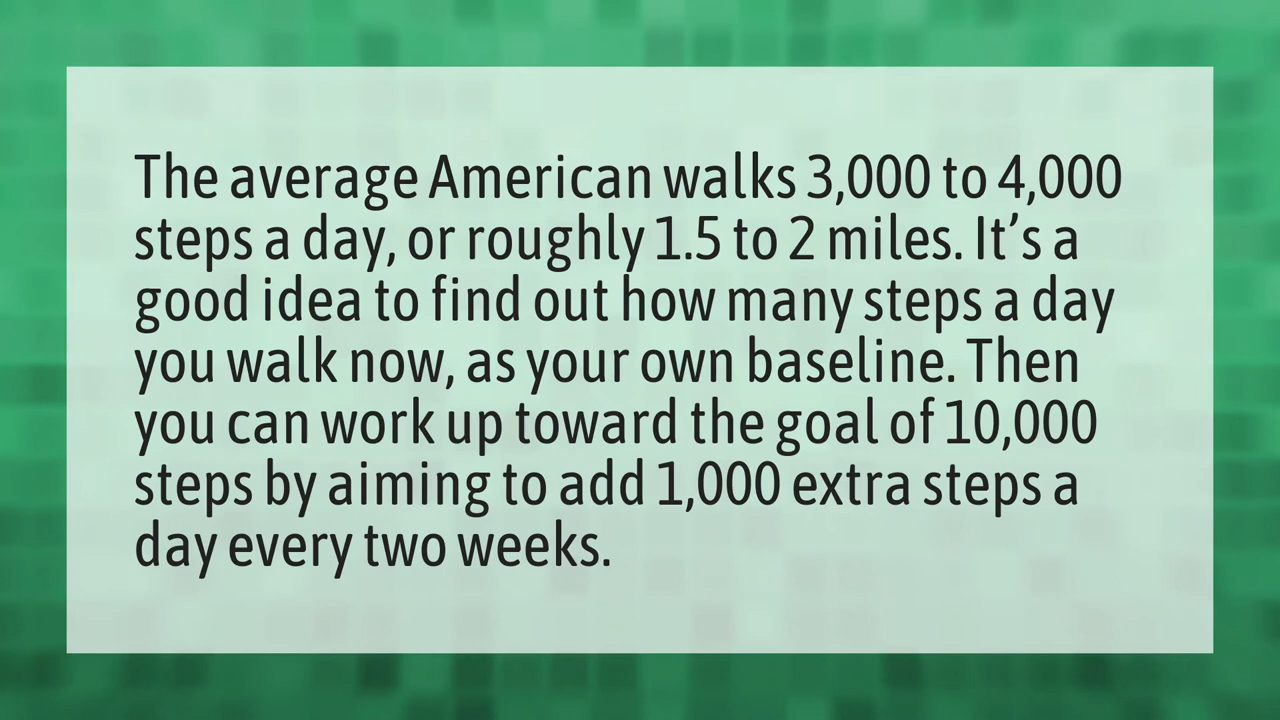 The average American walks 3,000 to 4,000
steps a day, or roughly 1.5 to 2 miles. It’s a
good idea to find out how many steps a day
you walk now, as your own baseline. Then
you can work up toward the goal of 10,000
steps by aiming to add 1,000 extra steps a
day every two weeks.